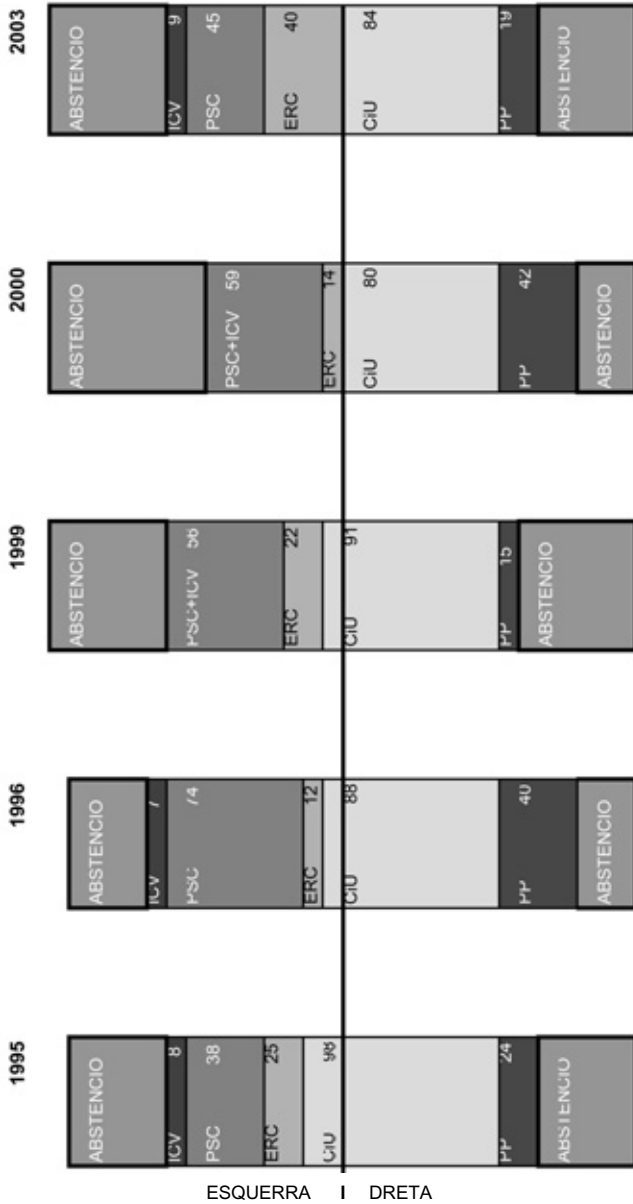 1995
ABSTENCIO
ICV 8
PSC 38
ERC 25
CiU 98
PP 24
ABSTENCIO
1996
ABSTENCIO
ICV 7
PSC 74
ERC 12
CiU 88
PP 40
ABSTENCIO
1999
ABSTENCIO
PSC+ICV 56
ERC 22
CiU 91
PP 15
ABSTENCIO
2000
ABSTENCIO
PSC+ICV 59
ERC 14
CiU 80
PP 42
ABSTENCIO
2003
ABSTENCIO
ICV 9
PSC 45
ERC 40
CiU 84
PP 19
ABSTENCIO
ESQUERRA | DRETA